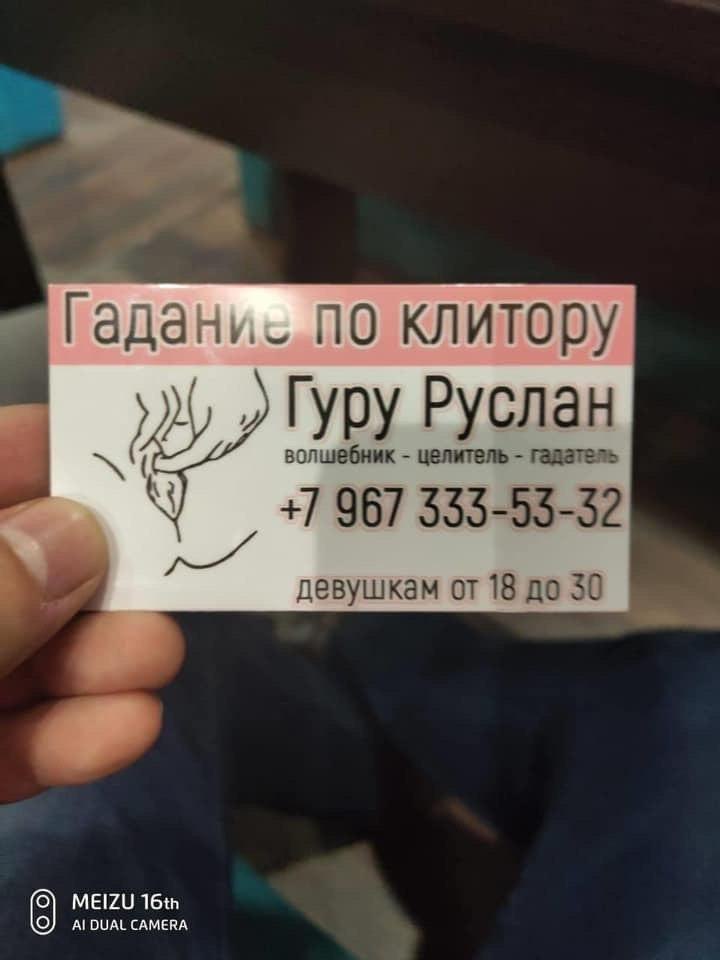 Гадание по клитору
Гуру Руслан
волшебник - целитель - гадатель
+7 967 333-53-32
девушкам от 18 до 30
MEIZU 16th
AI DUAL CAMERA